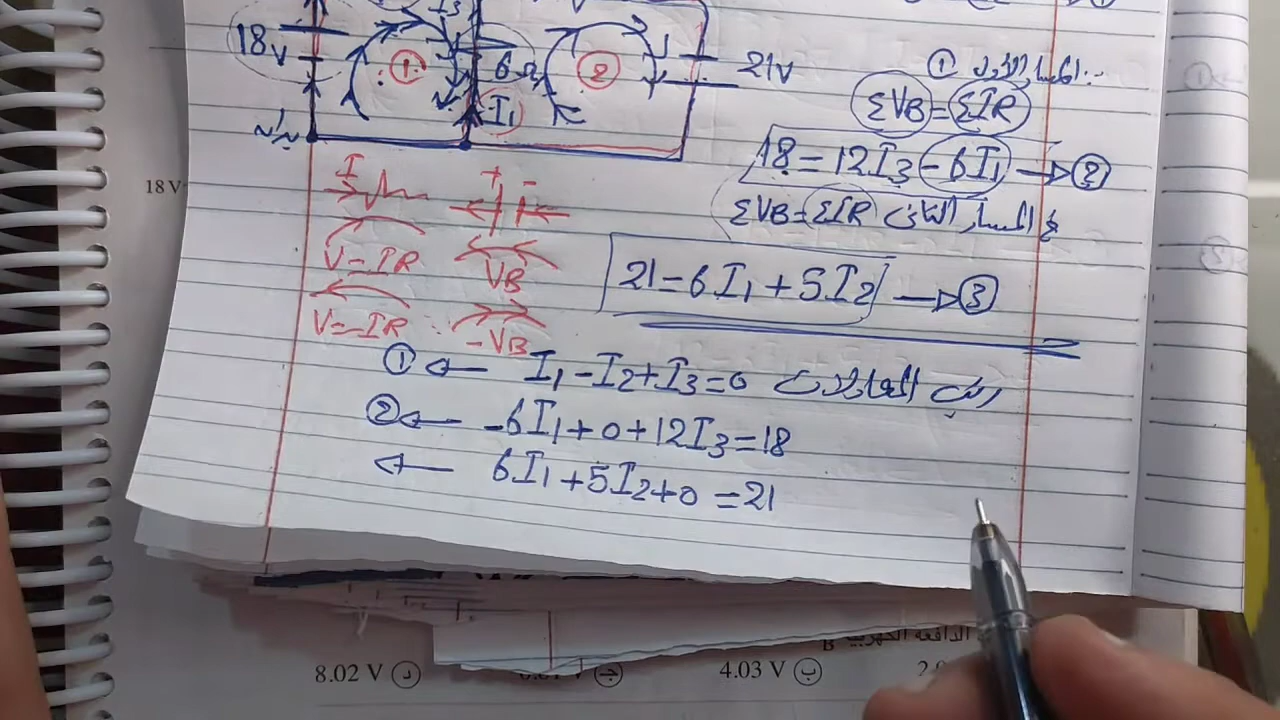 I3
18v
1
6Ω
2
21v
I1
المسار الأول 1
ΣVB=ΣIR
18=12I3-6I1 → 2
18 V
I
+ -
في المسار الثاني ΣVB=ΣIR
V=IR
VB
21=6I1+5I2 → 3
V=-IR
-VB
1 ← I1-I2+I3=0 رتب المعادلات
2 ← -6I1+0+12I3=18
← 6I1+5I2+0=21
الدافعة الكهربية
B
8.02 V د
ج
4.03 V ب